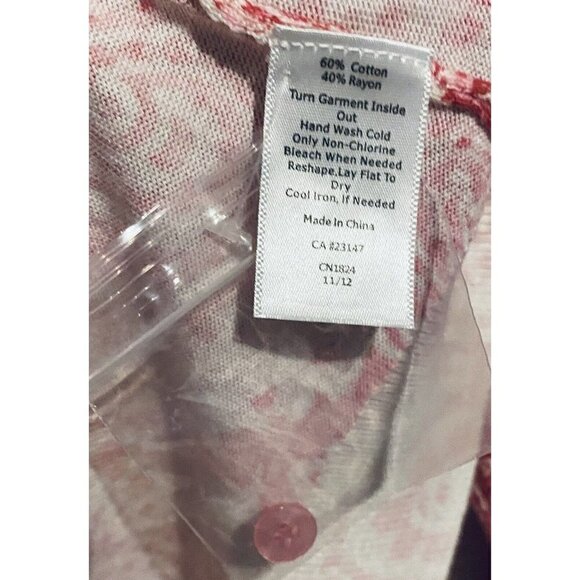 60% Cotton
40% Rayon
Turn Garment Inside
Out
Hand Wash Cold
Only Non-Chlorine
Bleach When Needed
Reshape,Lay Flat To
Dry
Cool Iron, If Needed
Made In China
CA #23147
CN1824
11/12